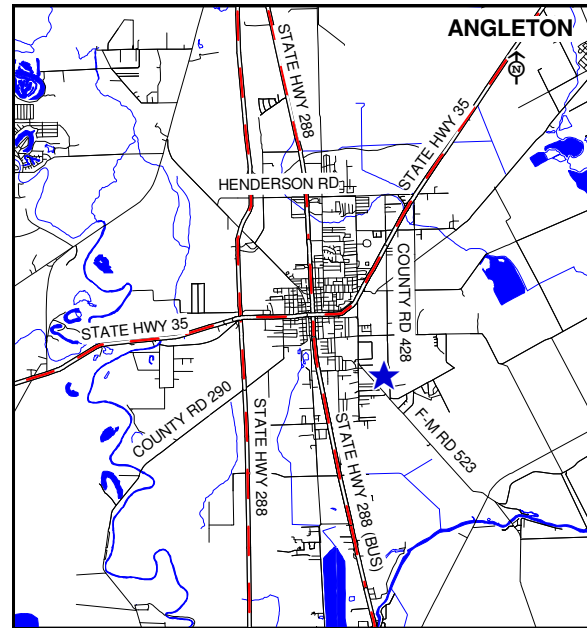 ANGLETON
N
STATE HWY 288
STATE HWY 35
HENDERSON RD
COUNTY RD 428
STATE HWY 35
COUNTY RD 290
STATE HWY 288
STATE HWY 288 (BUS)
F-M RD 523